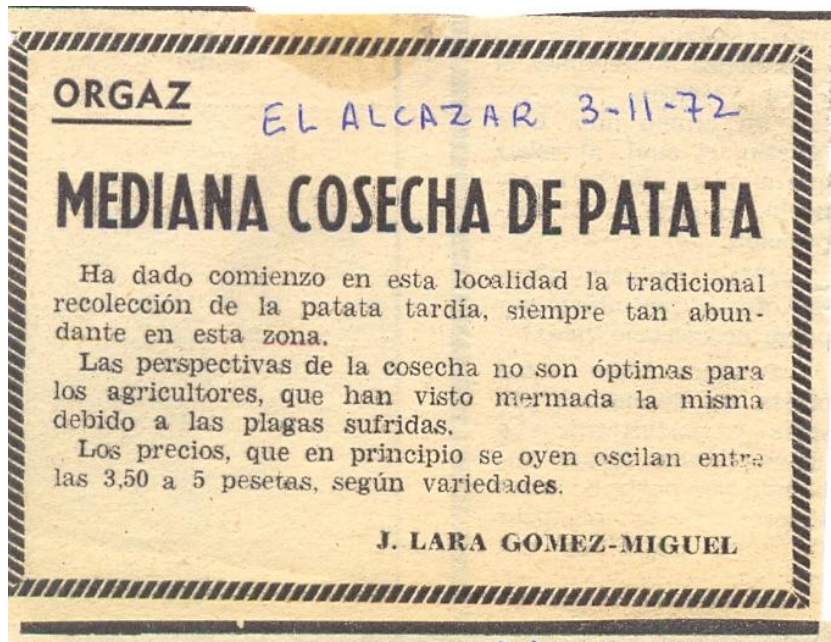 ORGAZ
EL ALCAZAR 3-11-72
MEDIANA COSECHA DE PATATA
Ha dado comienzo en esta localidad la tradicional
recolección de la patata tardía, siempre tan abun-
dante en esta zona.
Las perspectivas de la cosecha no son óptimas para
los agricultores, que han visto mermada la misma
debido a las plagas sufridas.
Los precios, que en principio se oyen oscilan entre
las 3,50 a 5 pesetas, según variedades.
J. LARA GOMEZ-MIGUEL